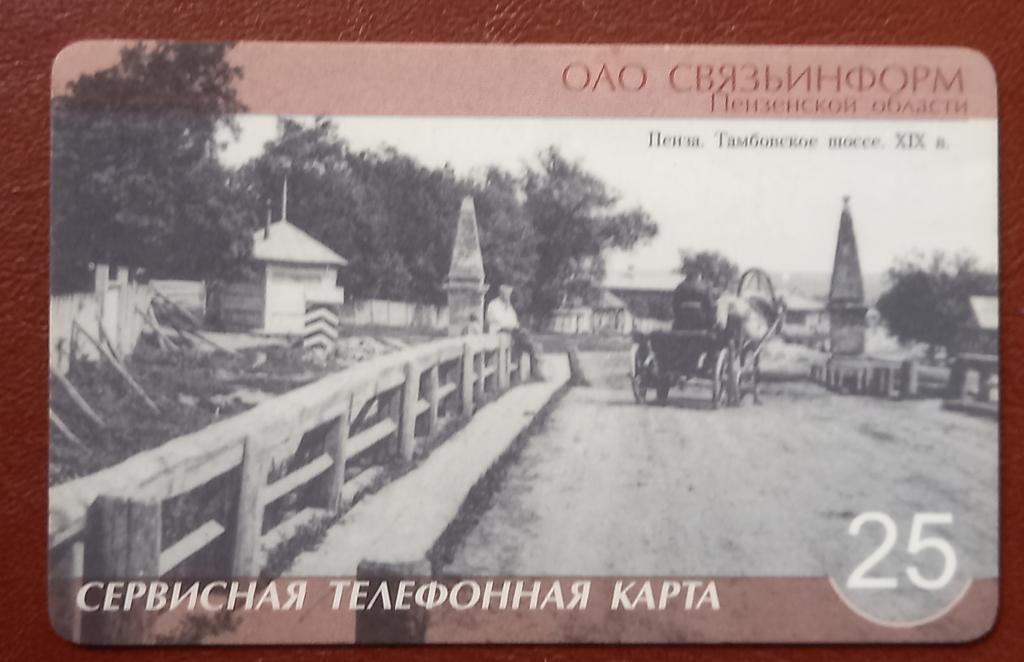 ОАО СВЯЗЬИНФОРМ
Пензенской области
Пенза. Тамбовское шоссе. XIX в.
25
СЕРВИСНАЯ ТЕЛЕФОННАЯ КАРТА